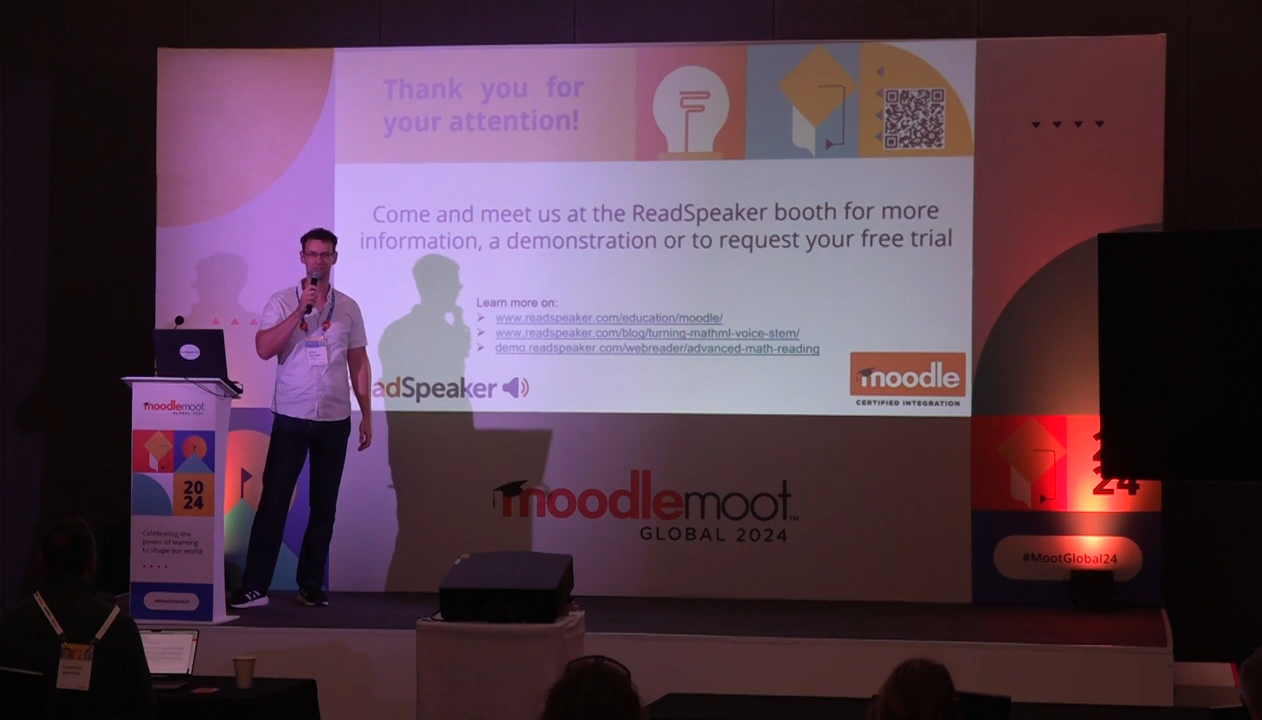 Thank you for
your attention!
Come and meet us at the ReadSpeaker booth for more
information, a demonstration or to request your free trial
Learn more on:
www.readspeaker.com/education/moodle/
www.readspeaker.com/blog/turning-mathml-voice-stem/
demo.readspeaker.com/webreader/advanced-math-reading
adSpeaker
moodle
CERTIFIED INTEGRATION
moodlemoot
GLOBAL 2024
moodlemoot
GLOBAL 2024
20
24
Celebrating the
power of learning
to shape our world
#MootGlobal24
24
#MootGlobal24